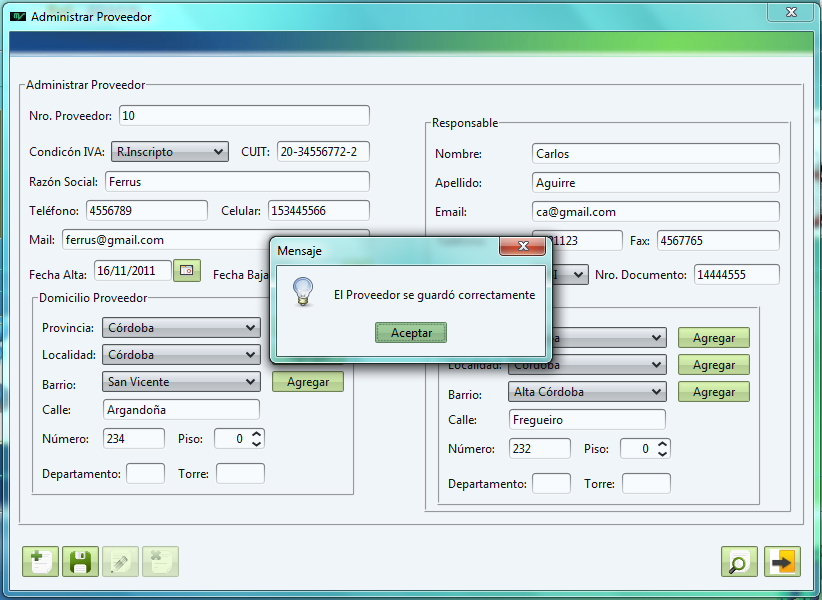 Administrar Proveedor
Administrar Proveedor
Nro. Proveedor: 10
Condicón IVA: R.Inscripto CUIT: 20-34556772-2
Razón Social: Ferrus
Teléfono: 4556789 Celular: 153445566
Mail: ferrus@gmail.com
Fecha Alta: 16/11/2011 Fecha Baja
Domicilio Proveedor
Provincia: Córdoba
Localidad: Córdoba
Barrio: San Vicente Agregar
Calle: Argandoña
Número: 234 Piso: 0
Departamento: Torre:
Responsable
Nombre: Carlos
Apellido: Aguirre
Email: ca@gmail.com
1123 Fax: 4567765
Nro. Documento: 14444555
Agregar
Localidad: Córdoba Agregar
Barrio: Alta Córdoba Agregar
Calle: Fregueiro
Número: 232 Piso: 0
Departamento: Torre:
Mensaje
El Proveedor se guardó correctamente
Aceptar